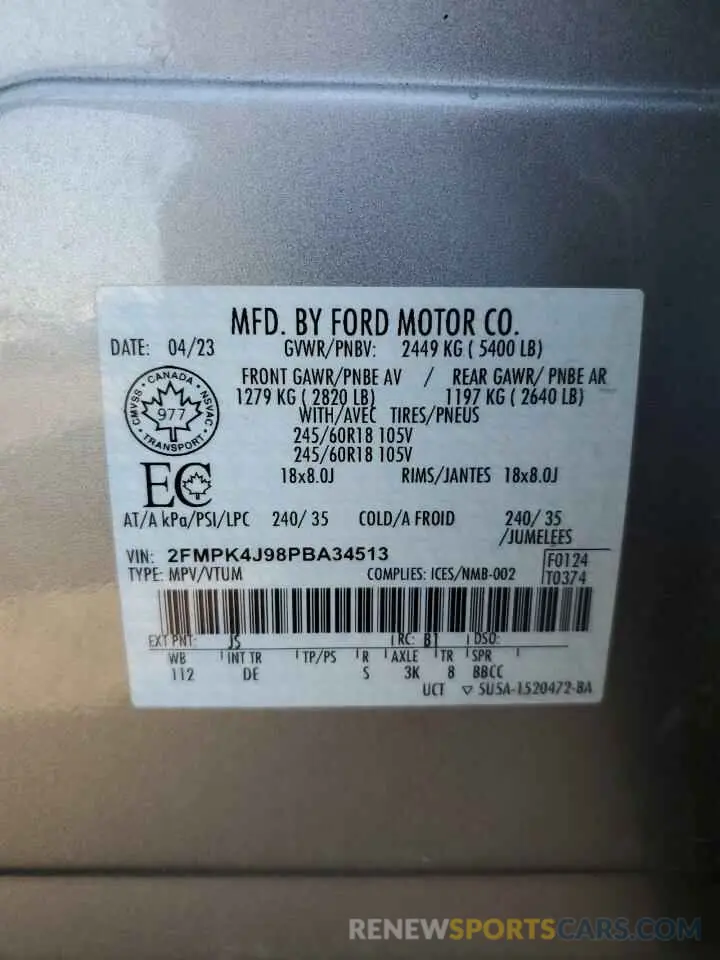 MFD. BY FORD MOTOR CO.
DATE: 04/23 GVWR/PNBV: 2449 KG ( 5400 LB)
FRONT GAWR/PNBE AV / REAR GAWR/ PNBE AR
1279 KG ( 2820 LB) 1197 KG ( 2640 LB)
WITH/AVEC TIRES/PNEUS
245/60R18 105V
245/60R18 105V
18x8.0J RIMS/JANTES 18x8.0J
CANADA
CMVSS NSVAC
977
TRANSPORT
EC
AT/A kPa/PSI/LPC 240/ 35 COLD/A FROID 240/ 35
/JUMELEES
VIN: 2FMPK4J98PBA34513 F0124
TYPE: MPV/VTUM COMPLIES: ICES/NMB-002 T0374
EXT PNT: JS RC: B1 DSO:
WB INT TR TP/PS R AXLE TR SPR
112 DE S 3K 8 BBCC
UCT ▽ SU5A-1520472-BA
RENEWSPORTSCARS.COM